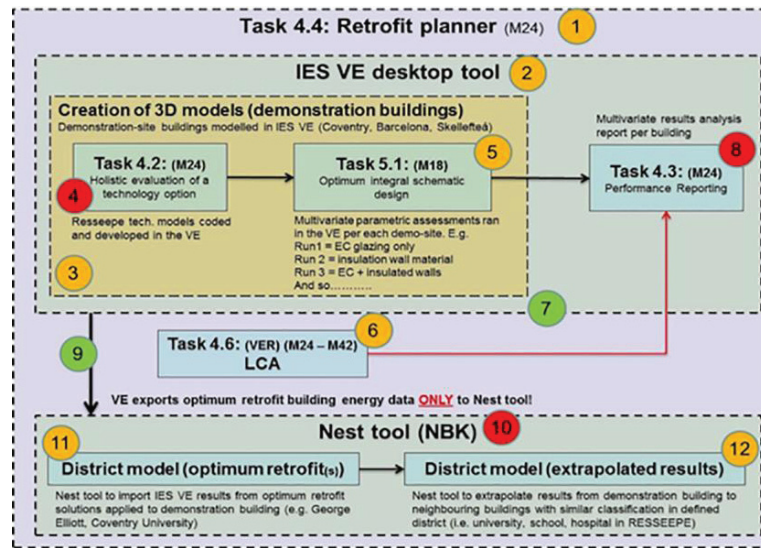 Task 4.4: Retrofit planner (M24) 1
IES VE desktop tool 2
Creation of 3D models (demonstration buildings)
Demonstration-site buildings modelled in IES VE (Coventry, Barcelona, Skellefteå)
Task 4.2: (M24)
Holistic evaluation of a
technology option
4
Resseepe tech. models coded
and developed in the VE
3
5
Task 5.1: (M18)
Optimum integral schematic
design
Multivariate parametric assessments ran
in the VE per each demo-site. E.g.
Run1 = EC glazing only
Run 2 = insulation wall material
Run 3 = EC + insulated walls
And so...........
Multivariate results analysis
report per building
8
Task 4.3: (M24)
Performance Reporting
7
9
6
Task 4.6: (VER) (M24 – M42)
LCA
VE exports optimum retrofit building energy data ONLY to Nest tool!
Nest tool (NBK) 10
11
District model (optimum retrofit(s))
Nest tool to import IES VE results from optimum retrofit
solutions applied to demonstration building (e.g. George
Elliott, Coventry University)
12
District model (extrapolated results)
Nest tool to extrapolate results from demonstration building to
neighbouring buildings with similar classification in defined
district (i.e. university, school, hospital in RESSEEPE)